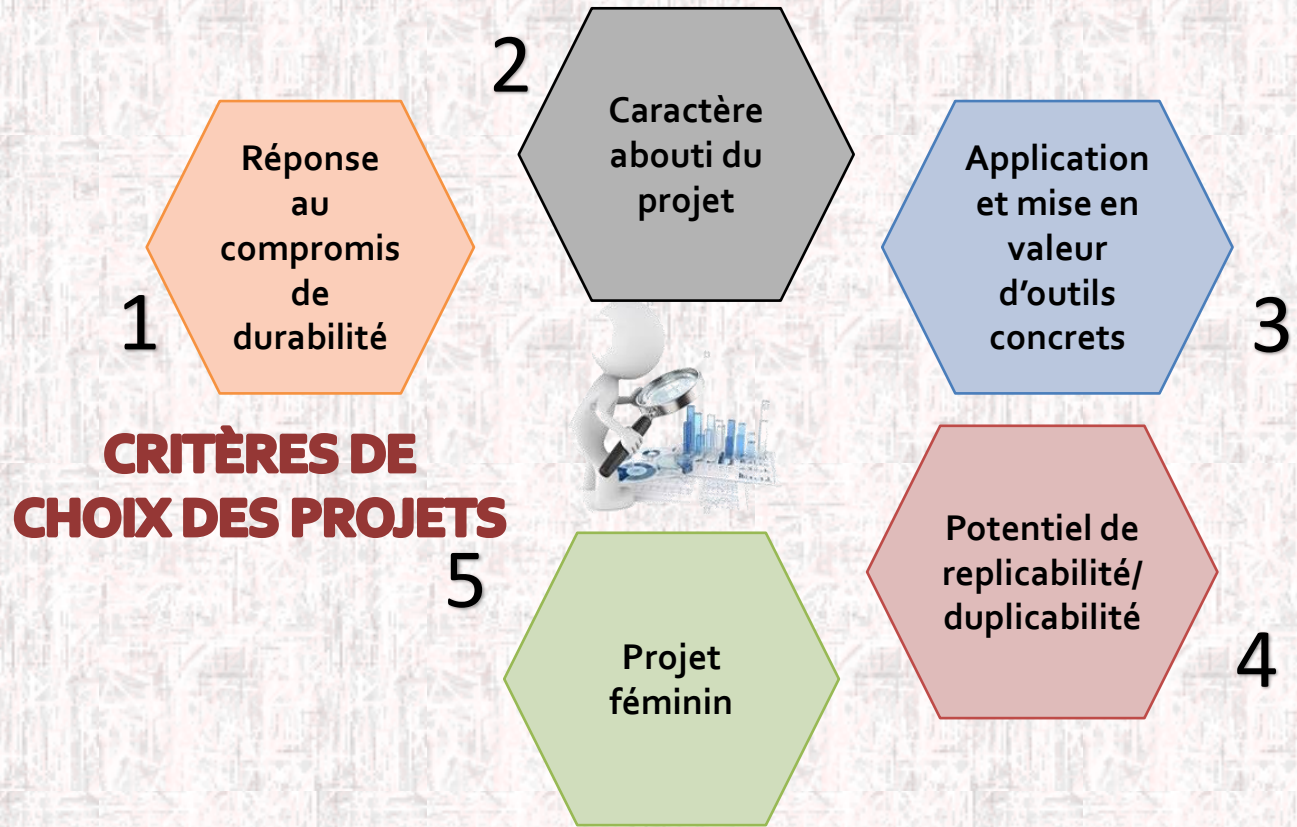 1
Réponse
au
compromis
de
durabilité
2
Caractère
abouti du
projet
Application
et mise en
valeur
d’outils
concrets
3
CRITÈRES DE
CHOIX DES PROJETS
Potentiel de
replicabilité/
duplicabilité
4
5
Projet
féminin